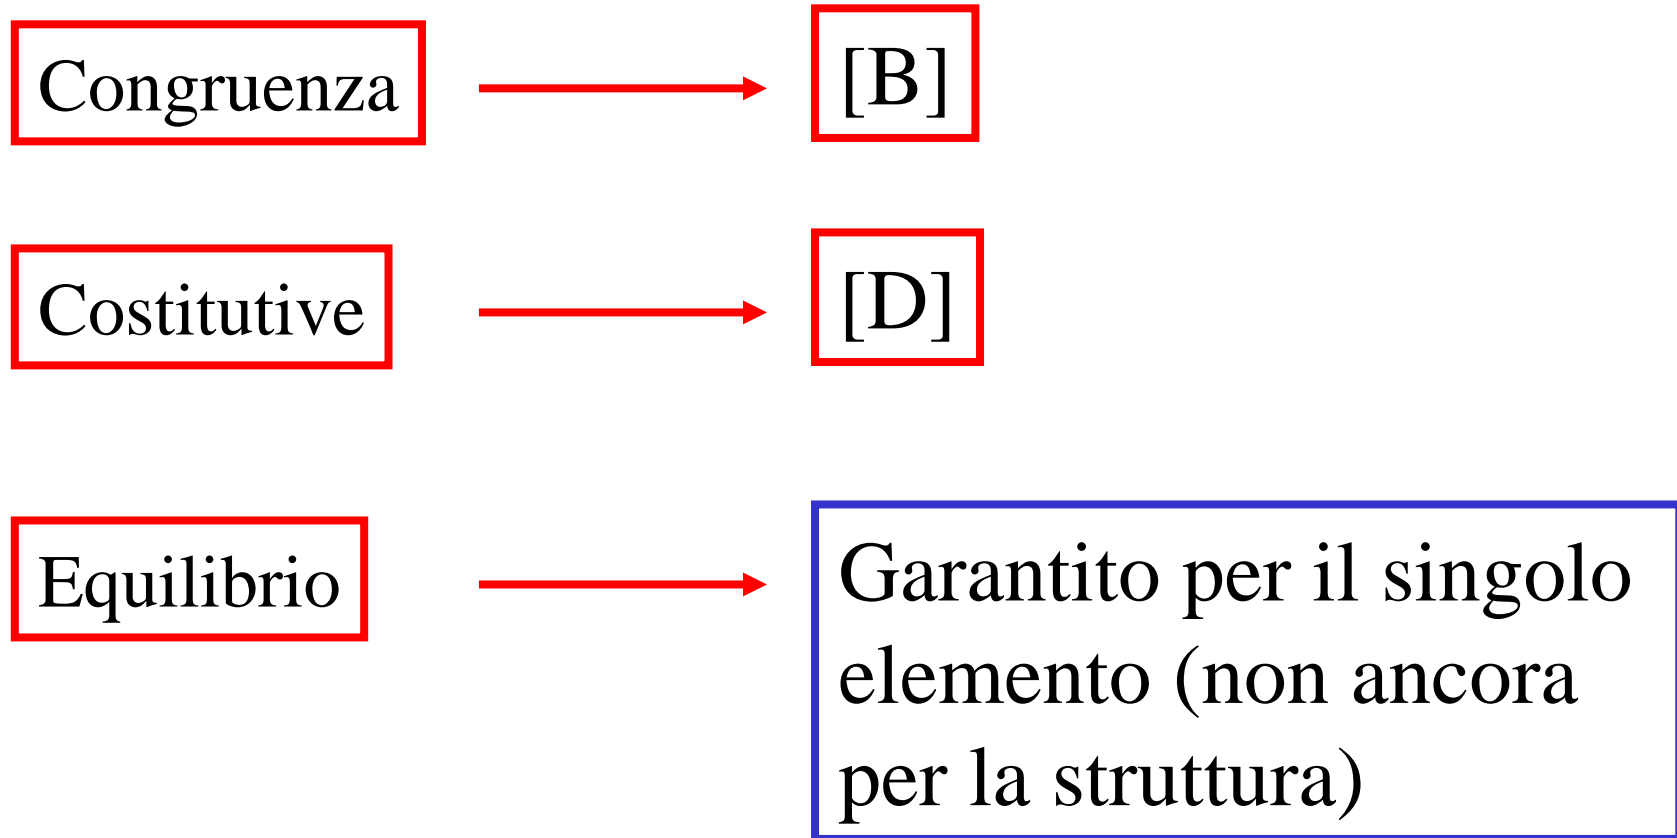 Congruenza
[B]
Costitutive
[D]
Equilibrio
Garantito per il singolo
elemento (non ancora
per la struttura)